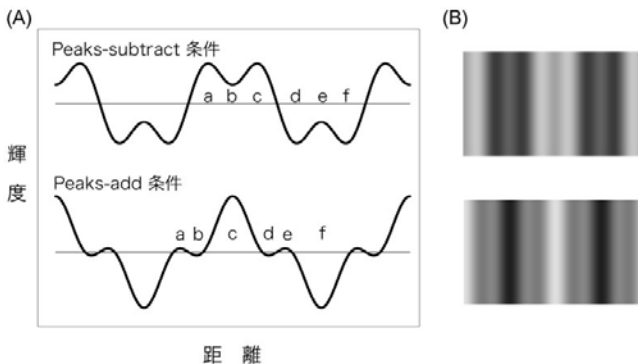 (A)
(B)
Peaks-subtract 条件
a b c d e f
輝度
Peaks-add 条件
a b c d e f
距 離